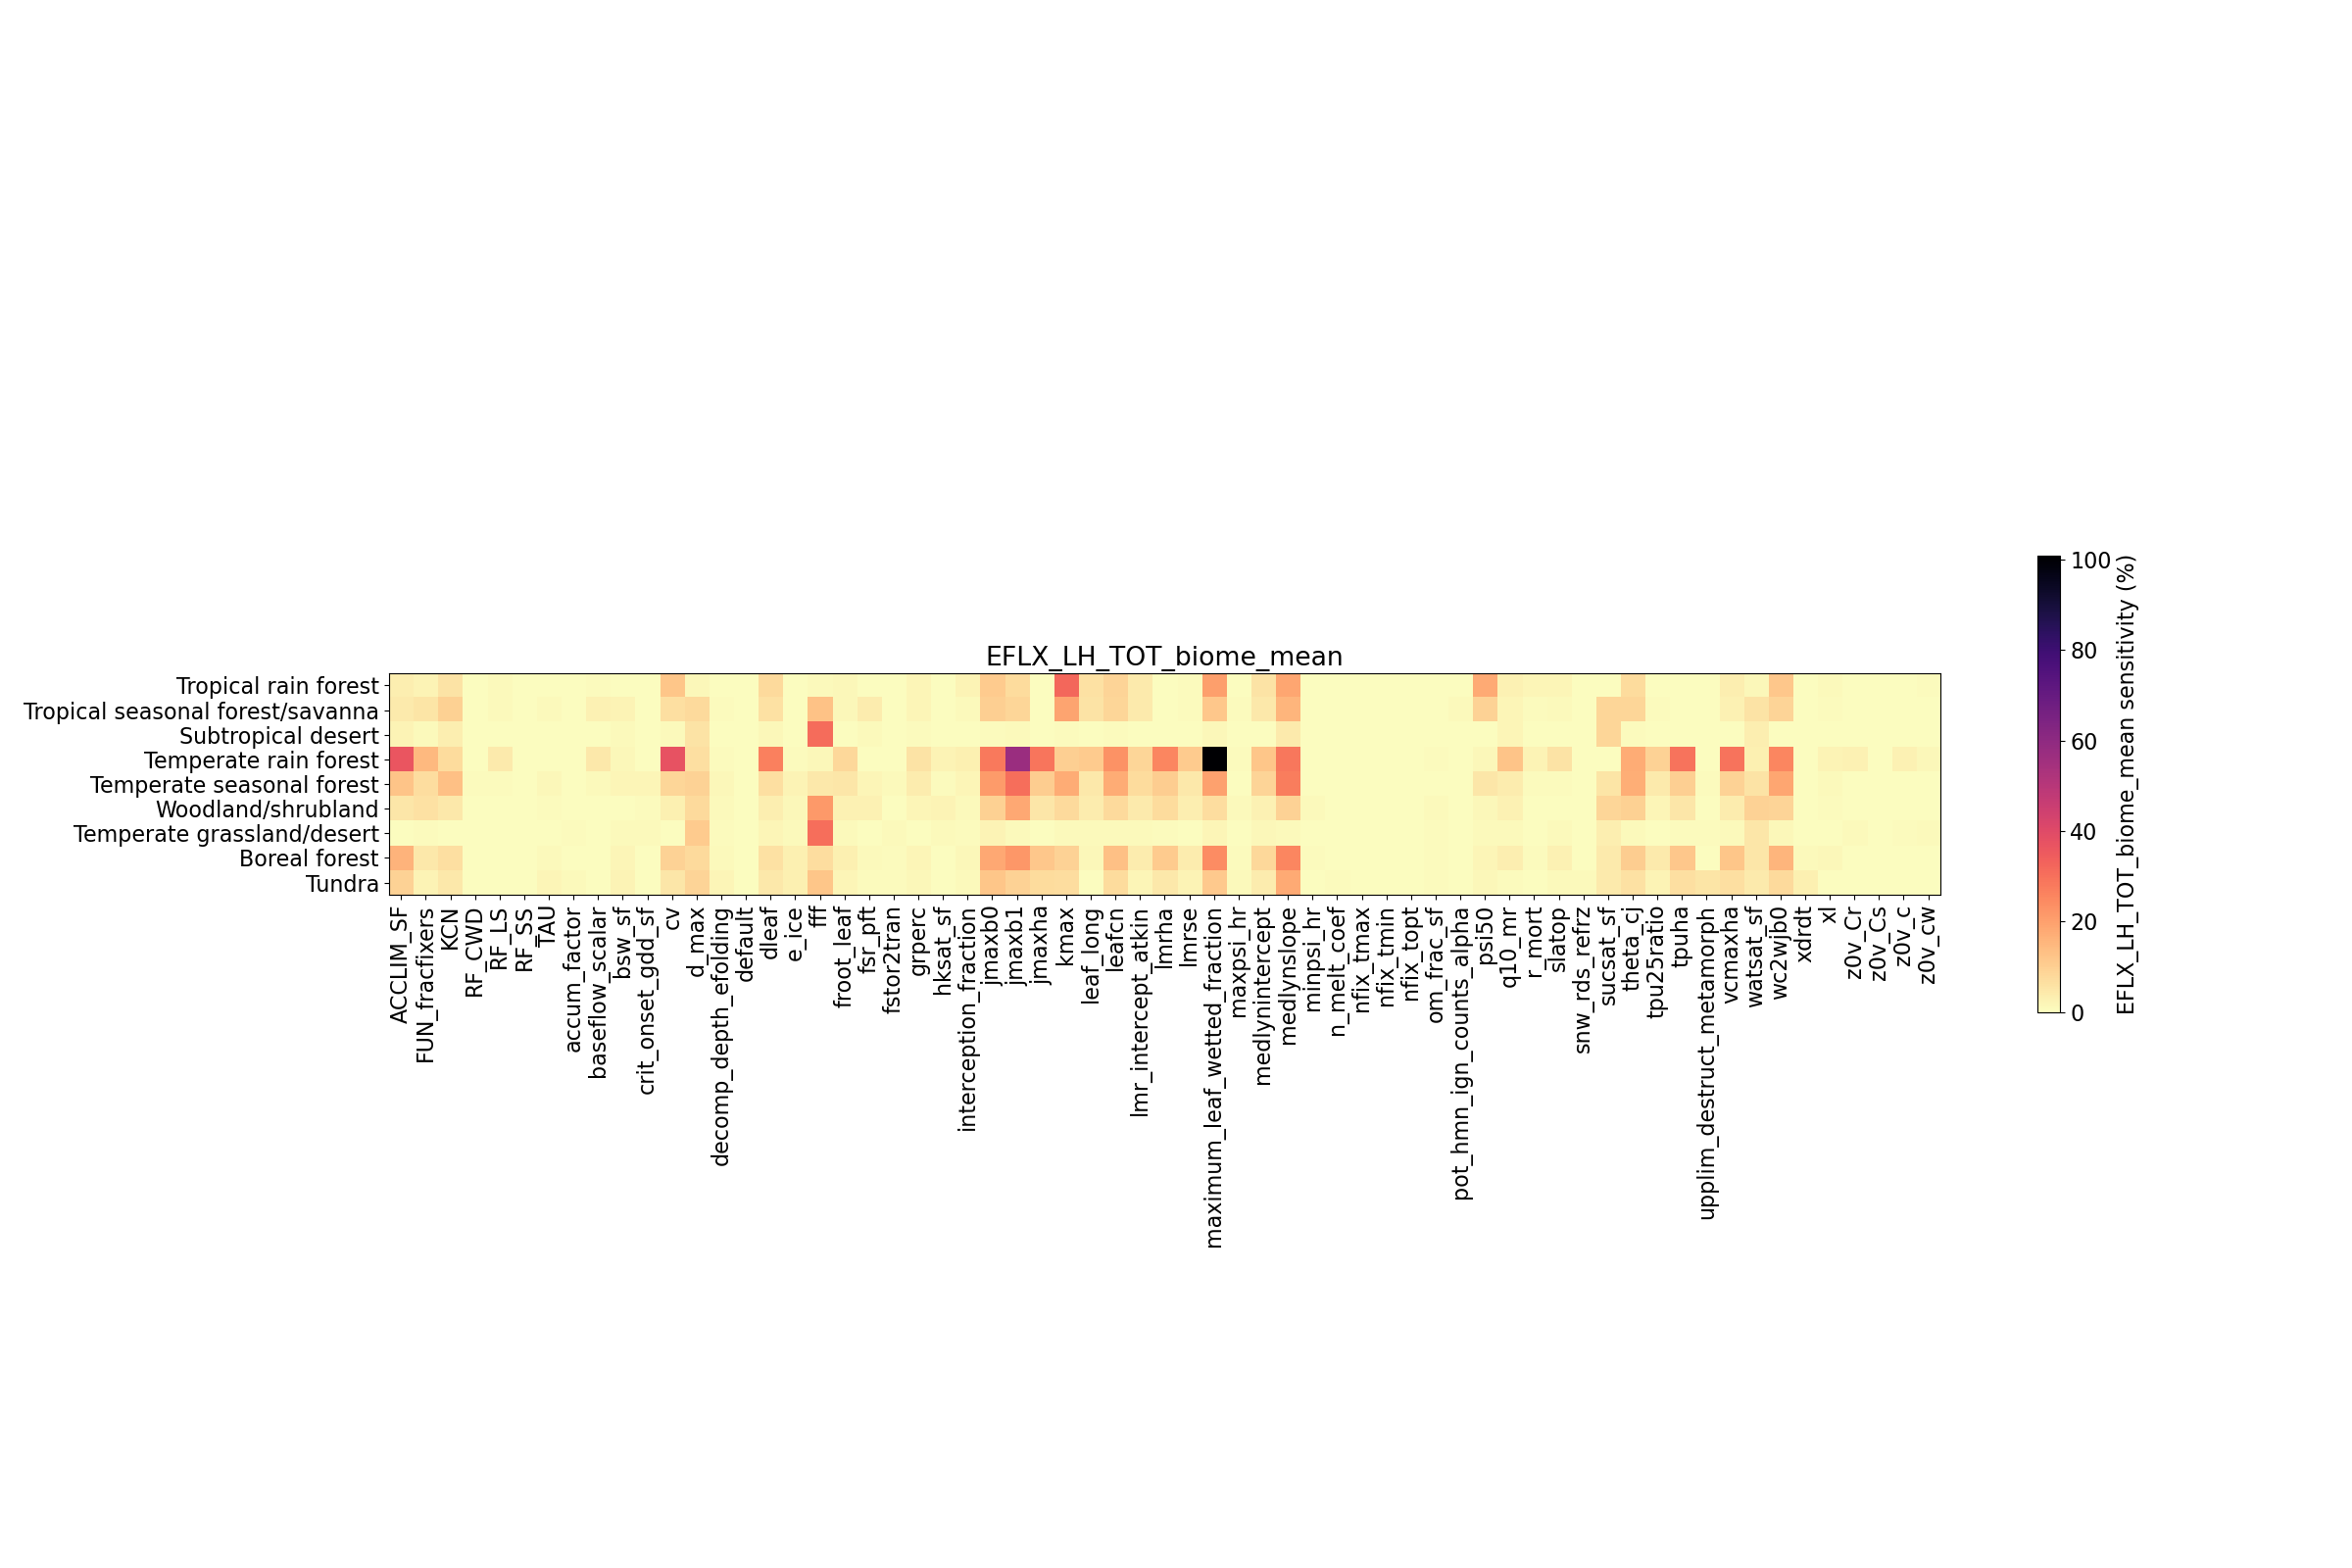 EFLX_LH_TOT_biome_mean
Tropical rain forest
Tropical seasonal forest/savanna
Subtropical desert
Temperate rain forest
Temperate seasonal forest
Woodland/shrubland
Temperate grassland/desert
Boreal forest
Tundra
ACCLIM_SF
FUN_fracfixers
KCN
RF_CWD
RF_LS
RF_SS
TAU
accum_factor
baseflow_scalar
bsw_sf
crit_onset_gdd_sf
cv
d_max
decomp_depth_efolding
default
dleaf
e_ice
fff
froot_leaf
fsr_pft
fstor2tran
grperc
hksat_sf
interception_fraction
jmaxb0
jmaxb1
jmaxha
kmax
leaf_long
leafcn
lmr_intercept_atkin
lmrha
lmrse
maximum_leaf_wetted_fraction
maxpsi_hr
medlynintercept
medlynslope
minpsi_hr
n_melt_coef
nfix_tmax
nfix_tmin
nfix_topt
om_frac_sf
pot_hmn_ign_counts_alpha
psi50
q10_mr
r_mort
slatop
snw_rds_refrz
sucsat_sf
theta_cj
tpu25ratio
tpuha
upplim_destruct_metamorph
vcmaxha
watsat_sf
wc2wjb0
xdrdt
xl
z0v_Cr
z0v_Cs
z0v_c
z0v_cw
100
80
60
40
20
0
EFLX_LH_TOT_biome_mean sensitivity (%)